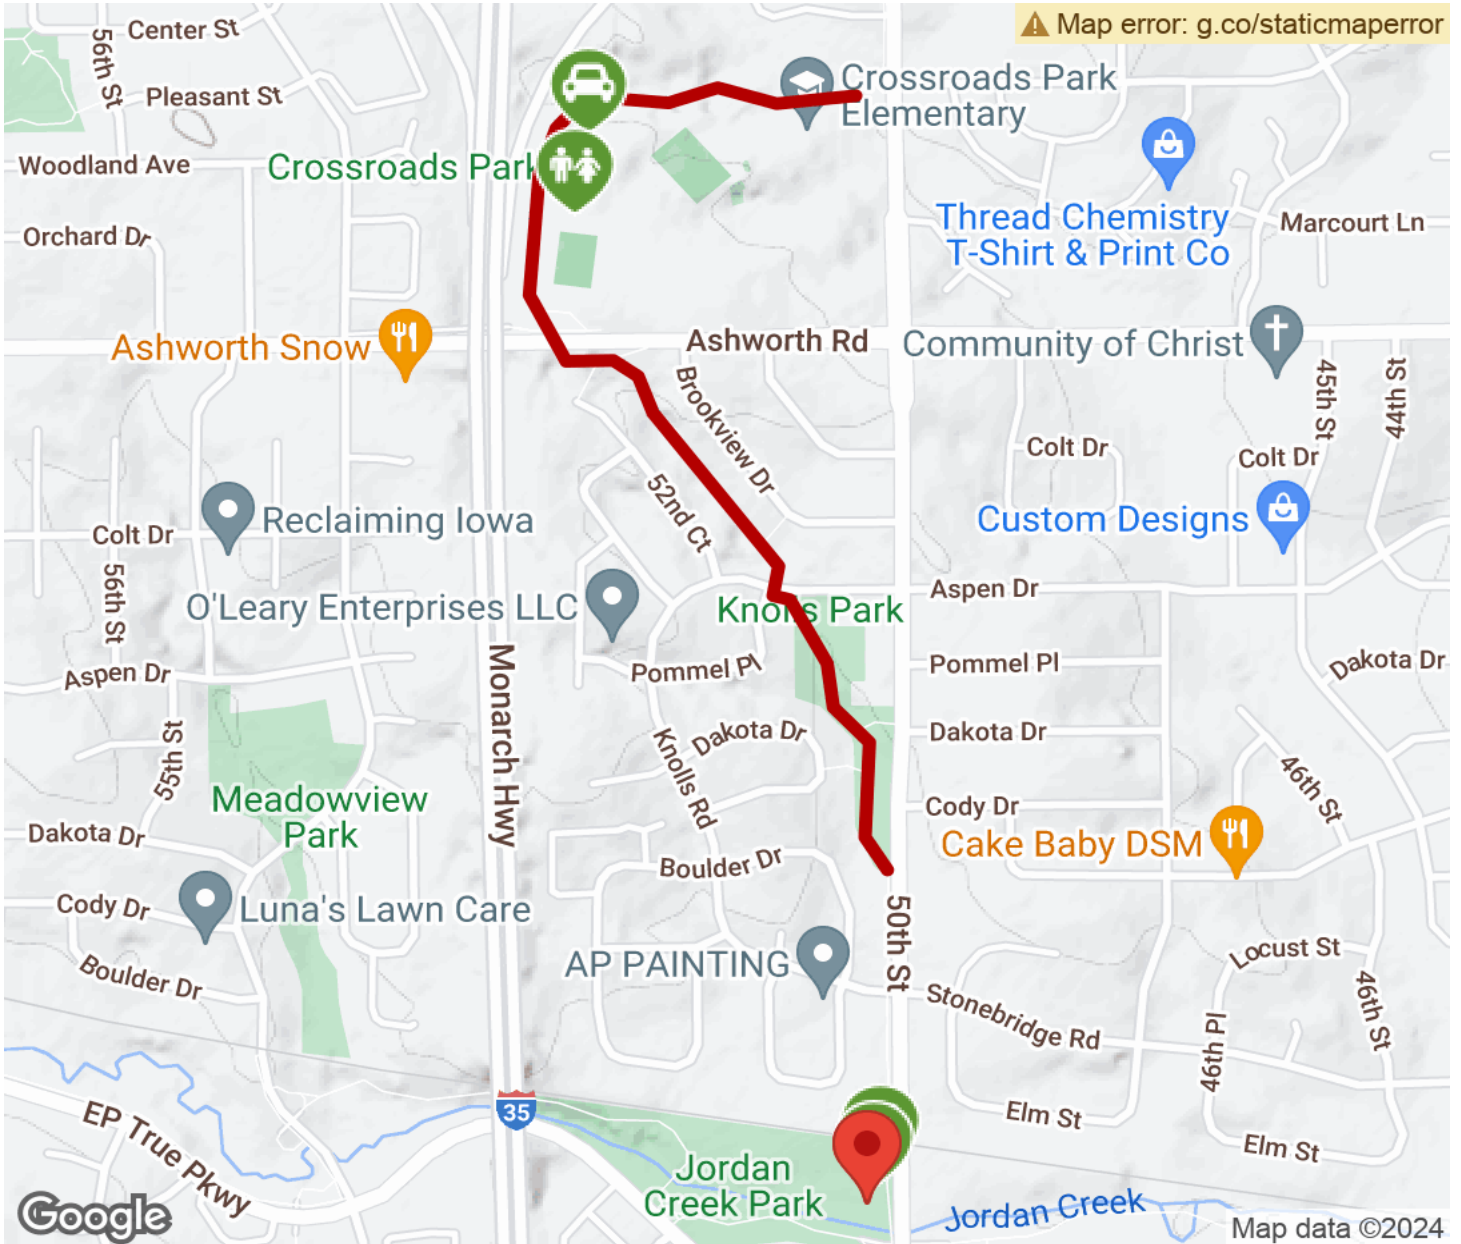 Center St
Map error: g.co/staticmaperror
56th St
Pleasant St
Crossroads Park
Elementary
Woodland Ave
Crossroads Park
Orchard Dr
Thread Chemistry
T-Shirt & Print Co
Marcourt Ln
Ashworth Snow
Ashworth Rd
Community of Christ
Brookview Dr
45th St
44th St
Colt Dr
Colt Dr
52nd Ct
Reclaiming Iowa
Custom Designs
Colt Dr
56th St
O'Leary Enterprises LLC
Knolls Park
Aspen Dr
Aspen Dr
Pommel Pl
Pommel Pl
Dakota Dr
Monarch Hwy
55th St
Knolls Rd
Dakota Dr
Dakota Dr
46th St
Meadowview
Park
Dakota Dr
Cody Dr
Cake Baby DSM
Boulder Dr
Cody Dr
Luna's Lawn Care
50th St
AP PAINTING
Locust St
Boulder Dr
Stonebridge Rd
46th Pl
46th St
EP True Pkwy
35
Elm St
Elm St
Jordan
Creek Park
Jordan Creek
Google
Map data ©2024